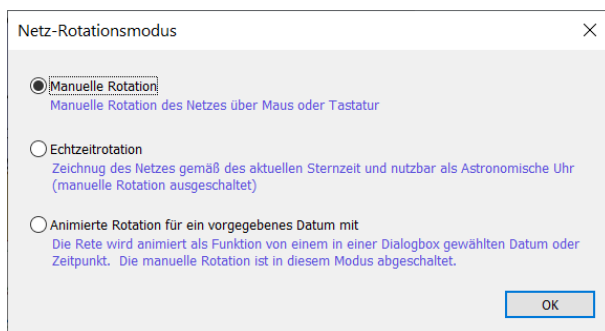 Netz-Rotationsmodus
Manuelle Rotation
Manuelle Rotation des Netzes über Maus oder Tastatur
Echtzeitrotation
Zeichnug des Netzes gemäß des aktuellen Sternzeit und nutzbar als Astronomische Uhr
(manuelle Rotation ausgeschaltet)
Animierte Rotation für ein vorgegebenes Datum mit
Die Rete wird animiert als Funktion von einem in einer Dialogbox gewählten Datum oder
Zeitpunkt. Die manuelle Rotation ist in diesem Modus abgeschaltet.
OK